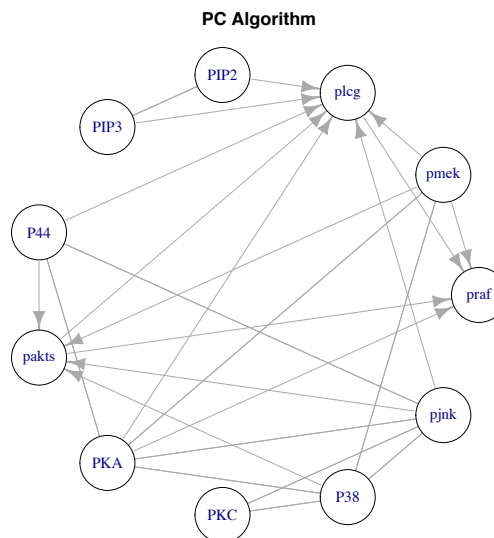 PC Algorithm
PIP2
plcg
PIP3
pmek
P44
praf
pakts
pjnk
PKA
P38
PKC